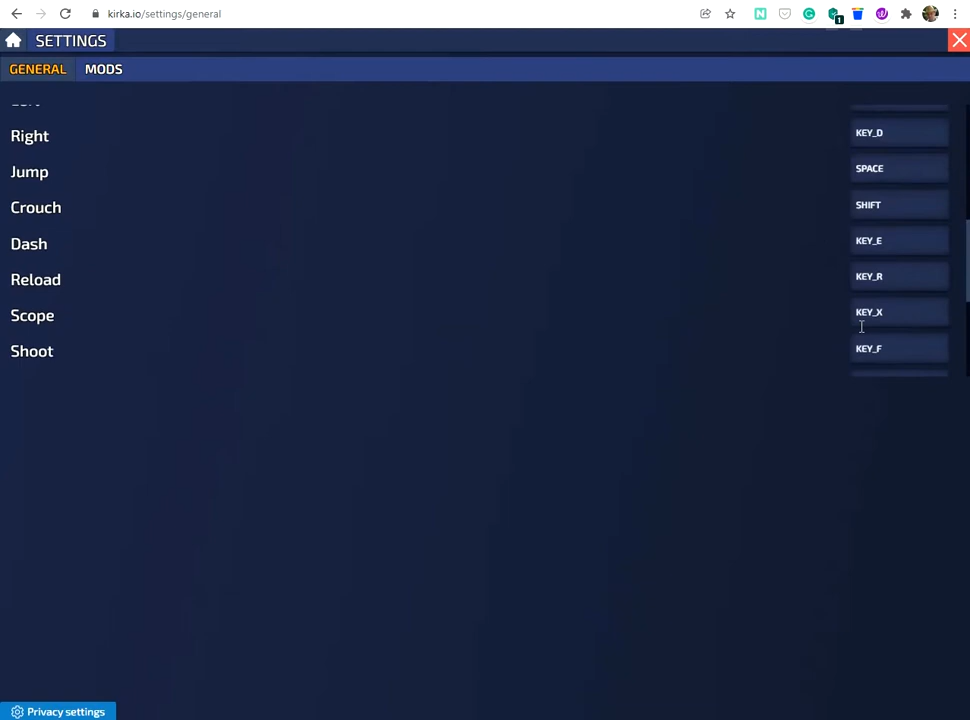 kirka.io/settings/general
1
SETTINGS
GENERAL MODS
Right KEY_D
Jump SPACE
Crouch SHIFT
Dash KEY_E
Reload KEY_R
Scope KEY_X
Shoot KEY_F
Privacy settings